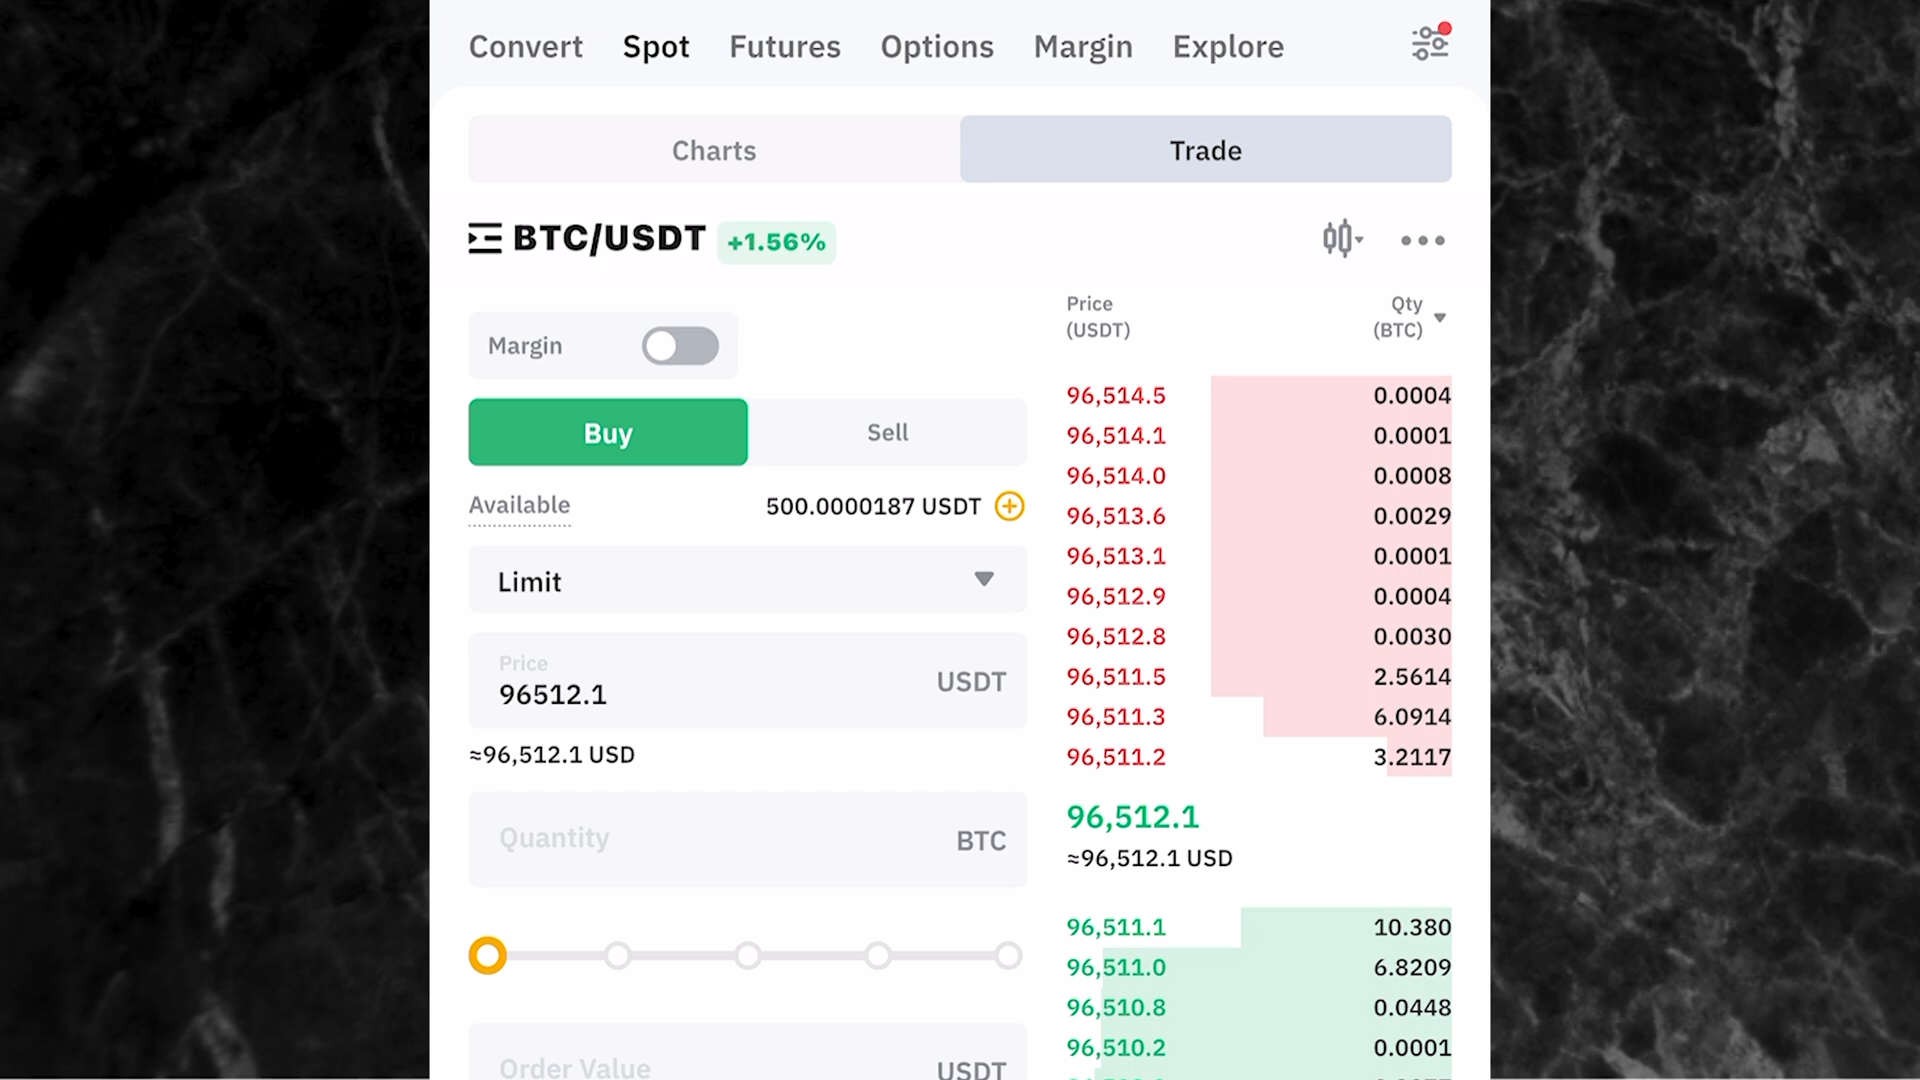 Convert Spot Futures Options Margin Explore
Charts Trade
BTC/USDT +1.56%
Margin
Buy Sell
Available 500.0000187 USDT
Limit
Price
96512.1 USDT
≈96,512.1 USD
Quantity BTC
Order Value USDT
Price Qty
(USDT) (BTC)
96,514.5 0.0004
96,514.1 0.0001
96,514.0 0.0008
96,513.6 0.0029
96,513.1 0.0001
96,512.9 0.0004
96,512.8 0.0030
96,511.5 2.5614
96,511.3 6.0914
96,511.2 3.2117
96,512.1
≈96,512.1 USD
96,511.1 10.380
96,511.0 6.8209
96,510.8 0.0448
96,510.2 0.0001